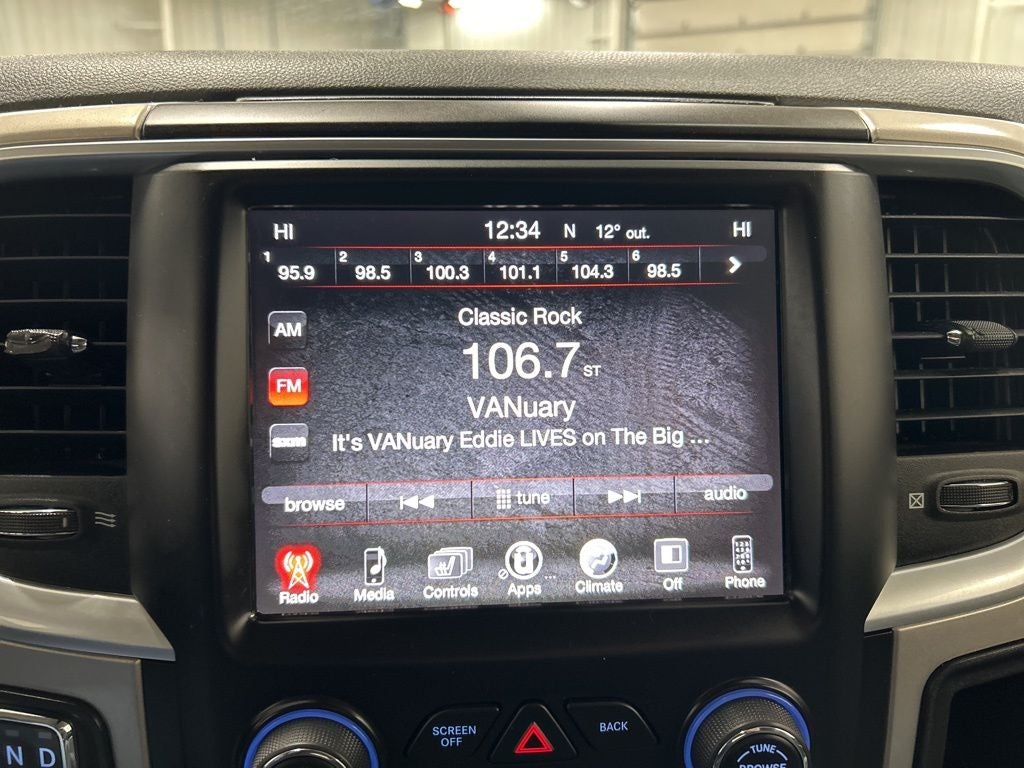 HI 12:34 N 12° out. HI
1 95.9 2 98.5 3 100.3 4 101.1 5 104.3 6 98.5
Classic Rock
AM
106.7 ST
FM
VANuary
sxm It's VANuary Eddie LIVES on The Big ...
browse tune audio
Radio Media Controls Apps ... Climate Off Phone
SCREEN
OFF
BACK
N D
TUNE
BROWSE